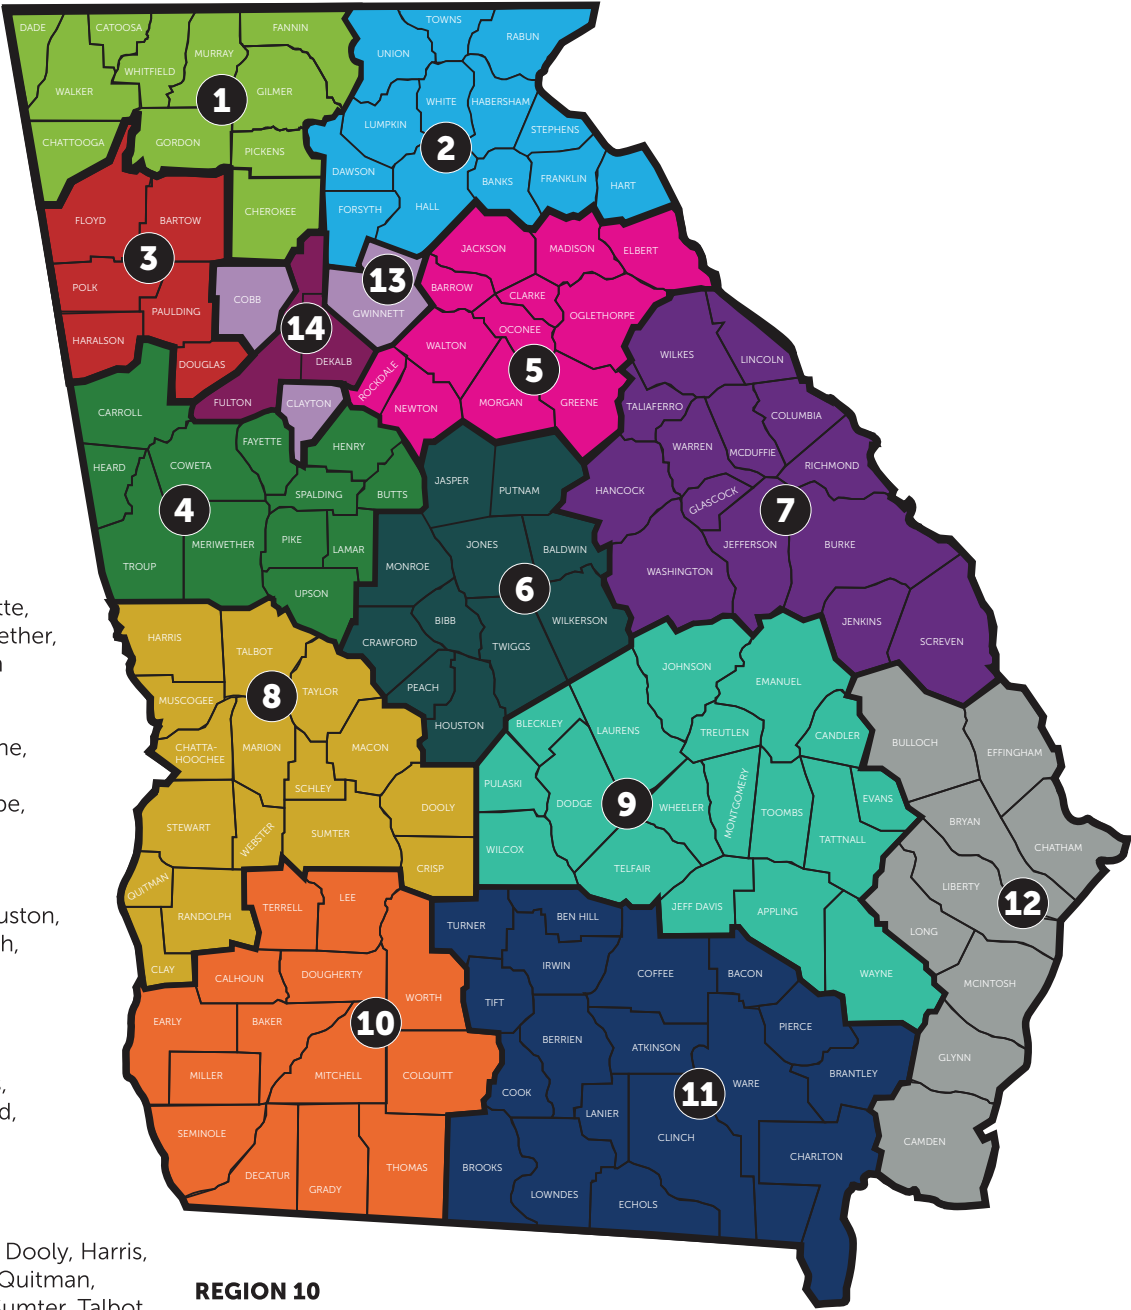 TOWNS
DADE
CATOOSA
FANNIN
RABUN
UNION
MURRAY
WHITFIELD
WALKER
GILMER
1
WHITE
HABERSHAM
LUMPKIN
STEPHENS
CHATTOOGA
GORDON
PICKENS
2
DAWSON
BANKS
FRANKLIN
HART
FLOYD
BARTOW
CHEROKEE
FORSYTH
HALL
3
JACKSON
MADISON
ELBERT
POLK
COBB
13
BARROW
CLARKE
PAULDING
GWINNETT
OGLETHORPE
14
OCONEE
HARALSON
WALTON
WILKES
LINCOLN
DOUGLAS
DEKALB
ROCKDALE
5
FULTON
CLAYTON
NEWTON
MORGAN
GREENE
TALIAFERRO
COLUMBIA
CARROLL
FAYETTE
HENRY
WARREN
MCDUFFIE
HEARD
COWETA
RICHMOND
JASPER
PUTNAM
HANCOCK
GLASCOCK
SPALDING
BUTTS
4
7
MERIWETHER
PIKE
LAMAR
JONES
BALDWIN
JEFFERSON
BURKE
TROUP
MONROE
WASHINGTON
UPSON
6
tte,
BIBB
WILKERSON
JENKINS
ether,
HARRIS
CRAWFORD
TWIGGS
SCREVEN
TALBOT
JOHNSON
MUSCOGEE
8
TAYLOR
PEACH
EMANUEL
HOUSTON
BLECKLEY
LAURENS
TREUTLEN
CANDLER
BULLOCH
ne,
CHATTA-
HOOCHEE
MARION
MACON
EFFINGHAM
PULASKI
SCHLEY
DODGE
9
WHEELER
MONTGOMERY
TOOMBS
EVANS
pe,
DOOLY
STEWART
WEBSTER
SUMTER
BRYAN
WILCOX
TATTNALL
CHATHAM
CRISP
TELFAIR
QUITMAN
LIBERTY
TERRELL
LEE
12
uston,
RANDOLPH
TURNER
BEN HILL
JEFF DAVIS
APPLING
h,
LONG
CLAY
CALHOUN
DOUGHERTY
IRWIN
COFFEE
BACON
WAYNE
MCINTOSH
WORTH
TIFT
EARLY
BAKER
10
PIERCE
BERRIEN
ATKINSON
GLYNN
MILLER
MITCHELL
COLQUITT
BRANTLEY
WARE
COOK
11
d,
LANIER
SEMINOLE
CLINCH
CAMDEN
CHARLTON
DECATUR
THOMAS
BROOKS
GRADY
LOWNDES
ECHOLS
Dooly, Harris,
Quitman,
REGION 10